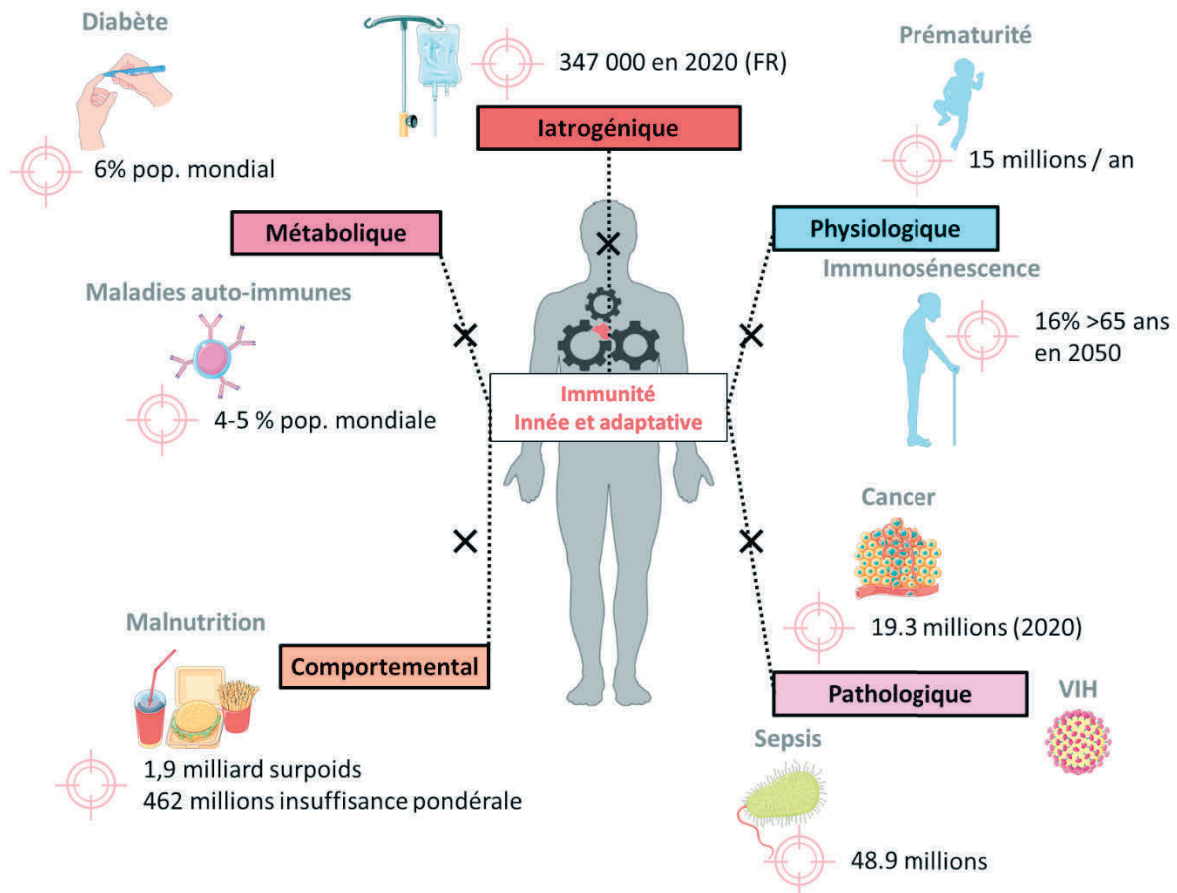 Diabète
6% pop. mondial
347 000 en 2020 (FR)
Iatrogénique
Prématurité
15 millions / an
Métabolique
Physiologique
Maladies auto-immunes
4-5 % pop. mondiale
Immunosénescence
16% >65 ans
en 2050
Immunité
Innée et adaptative
Cancer
19.3 millions (2020)
Malnutrition
Comportemental
1,9 milliard surpoids
462 millions insuffisance pondérale
Pathologique
VIH
Sepsis
48.9 millions